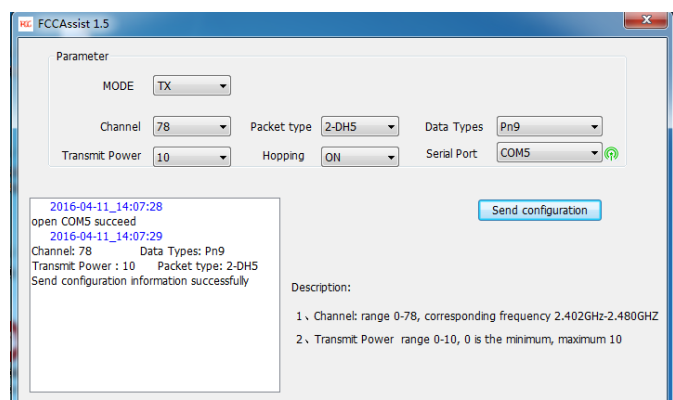 FCCAssist 1.5
Parameter
MODE TX
Channel 78 Packet type 2-DH5 Data Types Pn9
Transmit Power 10 Hopping ON Serial Port COM5
2016-04-11_14:07:28
open COM5 succeed
2016-04-11_14:07:29
Channel: 78 Data Types: Pn9
Transmit Power : 10 Packet type: 2-DH5
Send configuration information successfully
Send configuration
Description:
1、Channel: range 0-78, corresponding frequency 2.402GHz-2.480GHZ
2、Transmit Power range 0-10, 0 is the minimum, maximum 10